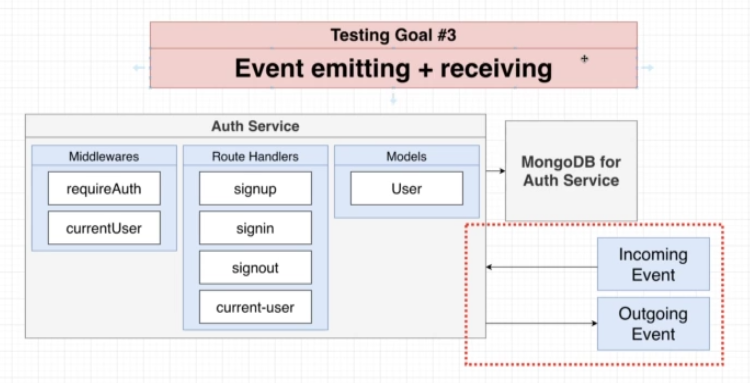 Testing Goal #3
Event emitting + receiving
Auth Service
Middlewares
requireAuth
currentUser
Route Handlers
signup
signin
signout
current-user
Models
User
MongoDB for
Auth Service
Incoming
Event
Outgoing
Event